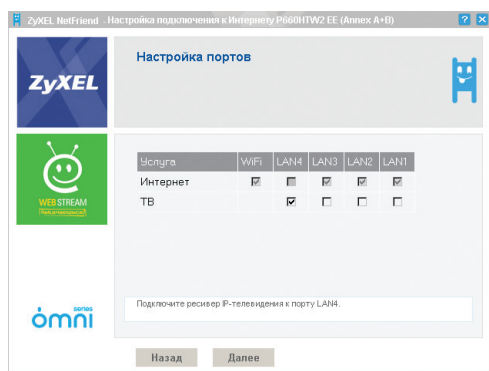 ZyXEL NetFriend - Настройка подключения к Интернету P660HTW2 EE (Annex A+B)
ZyXEL
Настройка портов
WEBSTREAM
Услуга WiFi LAN4 LAN3 LAN2 LAN1
Интернет
ТВ
Подключите ресивер IP-телевидения к порту LAN4.
omni series
Назад Далее